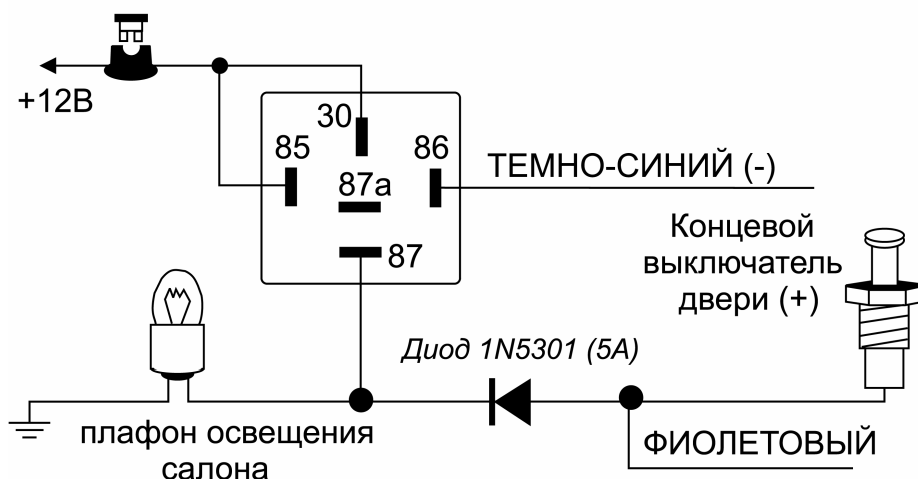 +12В
30
85
86
87а
87
ТЕМНО-СИНИЙ (-)
Концевой
выключатель
двери (+)
Диод 1N5301 (5А)
плафон освещения
салона
ФИОЛЕТОВЫЙ